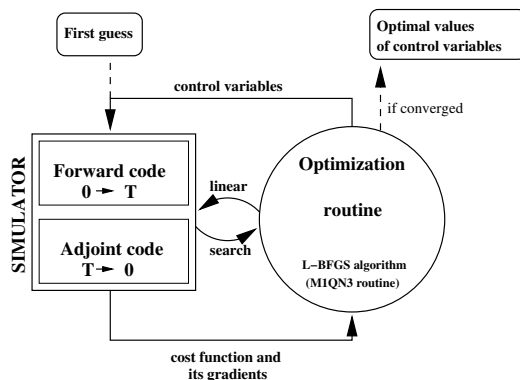 First guess
Optimal values
of control variables
control variables
if converged
SIMULATOR
Forward code
0 → T
Adjoint code
T → 0
linear
search
Optimization
routine
L−BFGS algorithm
(M1QN3 routine)
cost function and
its gradients